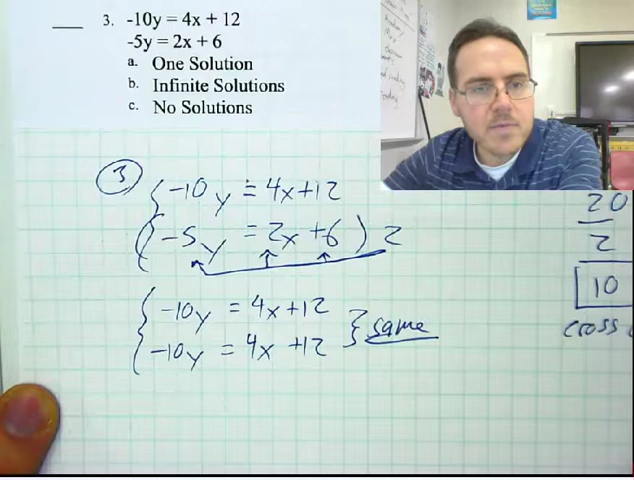 3. -10y = 4x + 12
-5y = 2x + 6
a. One Solution
b. Infinite Solutions
c. No Solutions
3 -10y = 4x+12
(-5y = 2x +6) 2
-10y = 4x+12
-10y = 4x +12 } same
20
2
10
cross